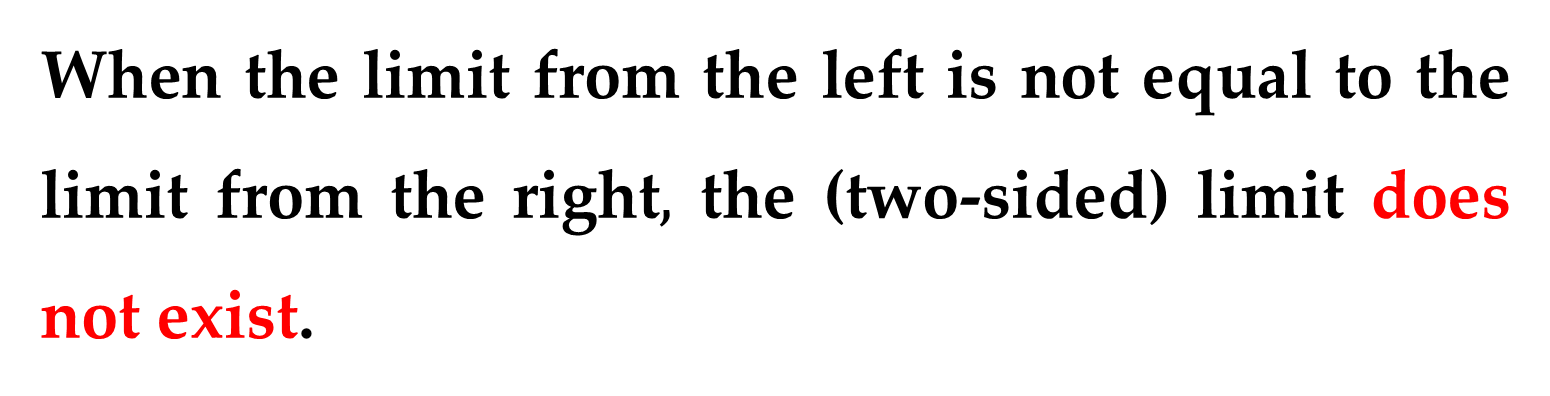 When the limit from the left is not equal to the
limit from the right, the (two-sided) limit does
not exist.